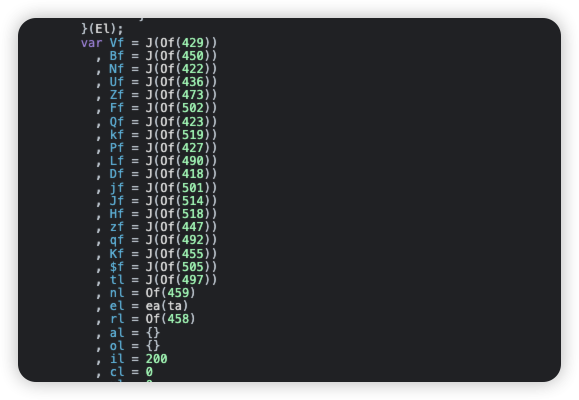 }(El);
var Vf = J(Of(429))
, Bf = J(Of(450))
, Nf = J(Of(422))
, Uf = J(Of(436))
, Zf = J(Of(473))
, Ff = J(Of(502))
, Qf = J(Of(423))
, kf = J(Of(519))
, Pf = J(Of(427))
, Lf = J(Of(490))
, Df = J(Of(418))
, jf = J(Of(501))
, Jf = J(Of(514))
, Hf = J(Of(518))
, zf = J(Of(447))
, qf = J(Of(492))
, Kf = J(Of(455))
, $f = J(Of(505))
, tl = J(Of(497))
, nl = Of(459)
, el = ea(ta)
, rl = Of(458)
, al = {}
, ol = {}
, il = 200
, cl = 0